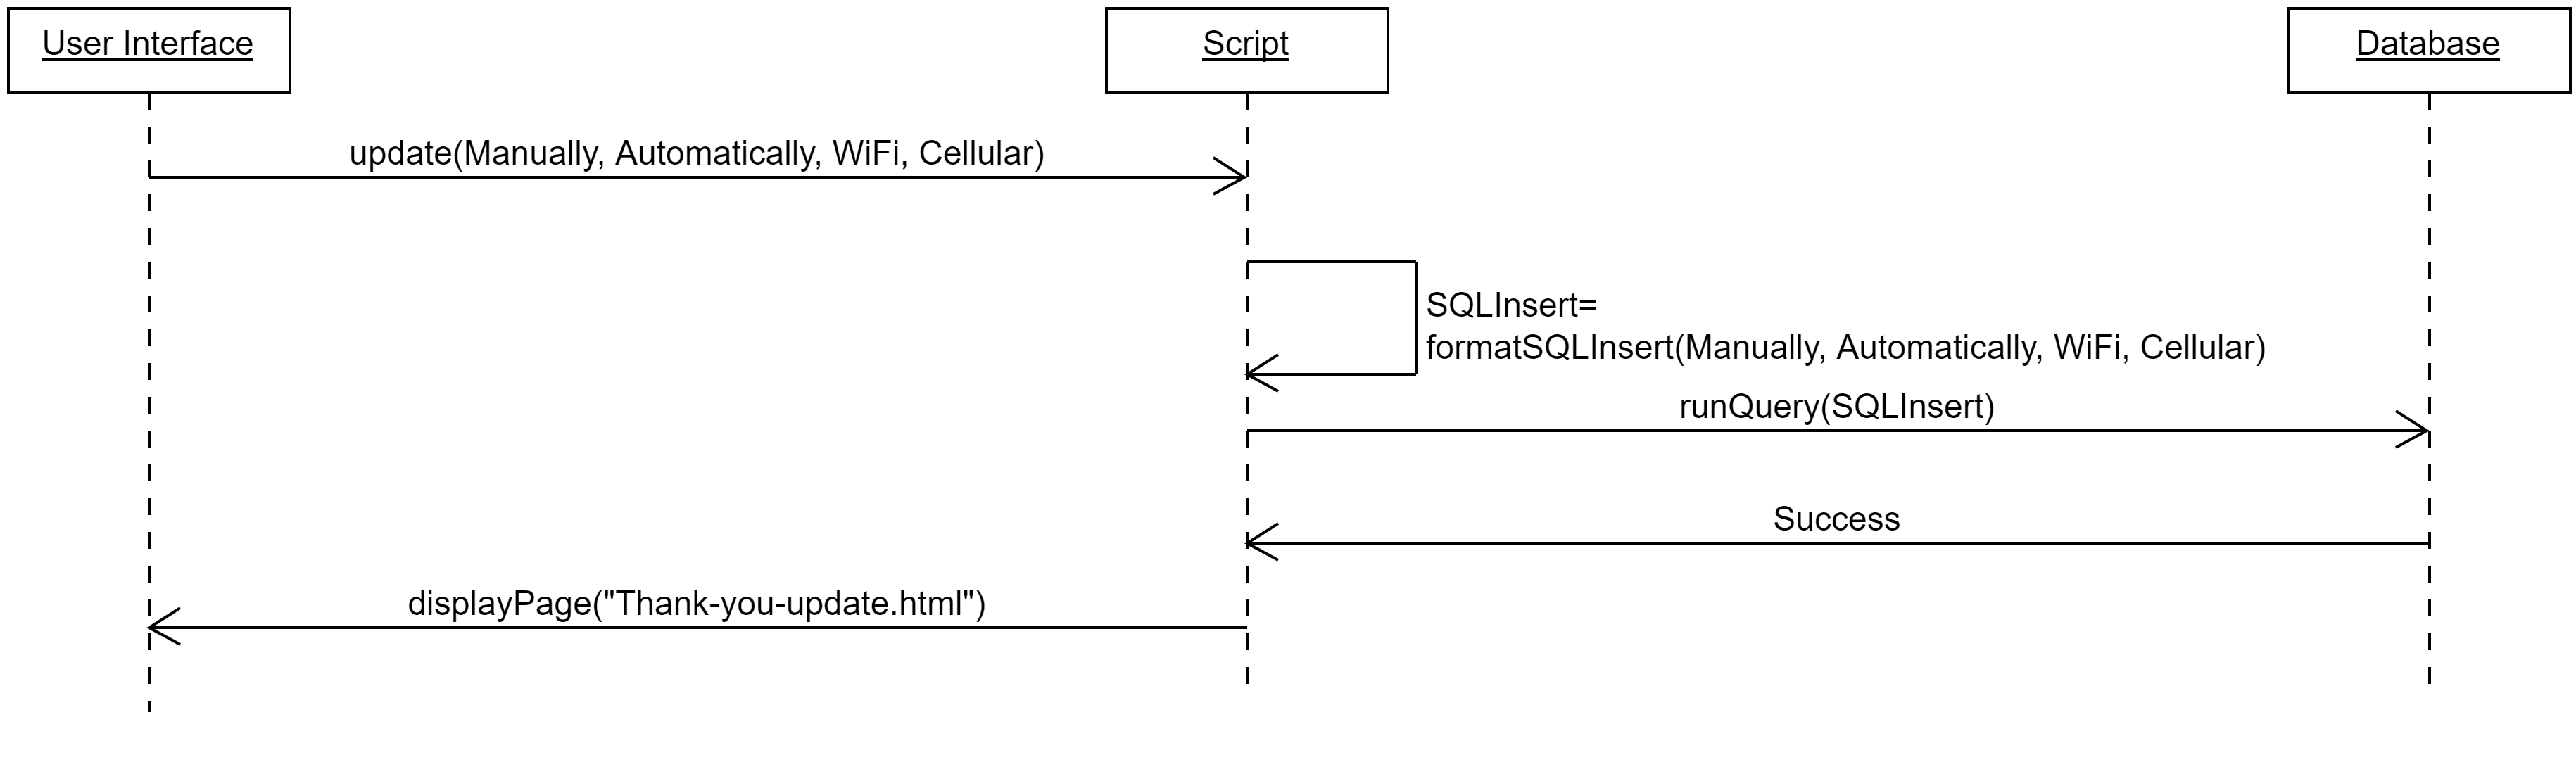 User Interface
Script
Database
update(Manually, Automatically, WiFi, Cellular)
SQLInsert=
formatSQLInsert(Manually, Automatically, WiFi, Cellular)
runQuery(SQLInsert)
Success
displayPage("Thank-you-update.html")